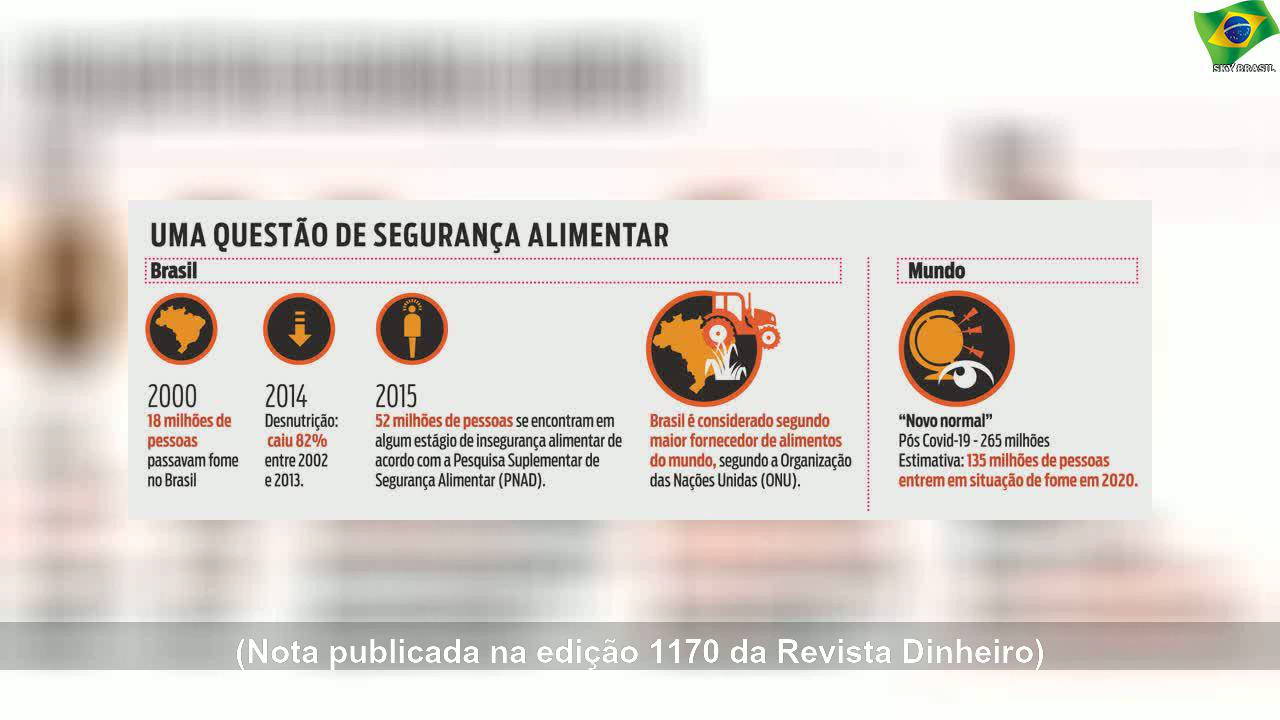 SKY BRASIL
UMA QUESTÃO DE SEGURANÇA ALIMENTAR
Brasil
2000
18 milhões de
pessoas
passavam fome
no Brasil
2014
Desnutrição:
caiu 82%
entre 2002
e 2013.
2015
52 milhões de pessoas se encontram em
algum estágio de insegurança alimentar de
acordo com a Pesquisa Suplementar de
Segurança Alimentar (PNAD).
Brasil é considerado segundo
maior fornecedor de alimentos
do mundo, segundo a Organização
das Nações Unidas (ONU).
Mundo
“Novo normal”
Pós Covid-19 - 265 milhões
Estimativa: 135 milhões de pessoas
entrem em situação de fome em 2020.
(Nota publicada na edição 1170 da Revista Dinheiro)